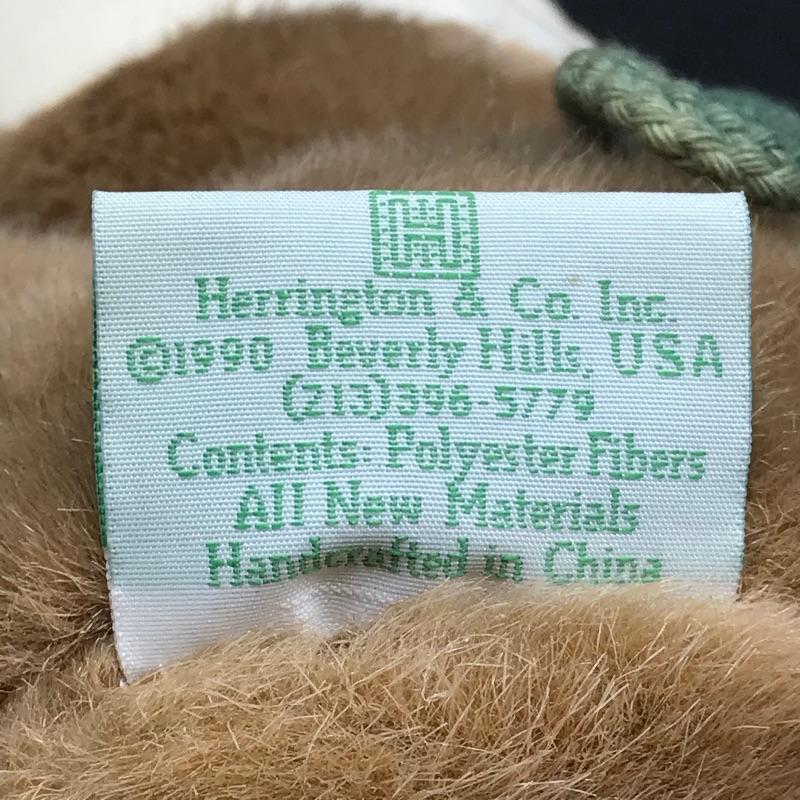 H
Herrington & Co. Inc.
©1990 Beverly Hills, USA
(213)396-5779
Contents: Polyester Fibers
All New Materials
Handcrafted in China